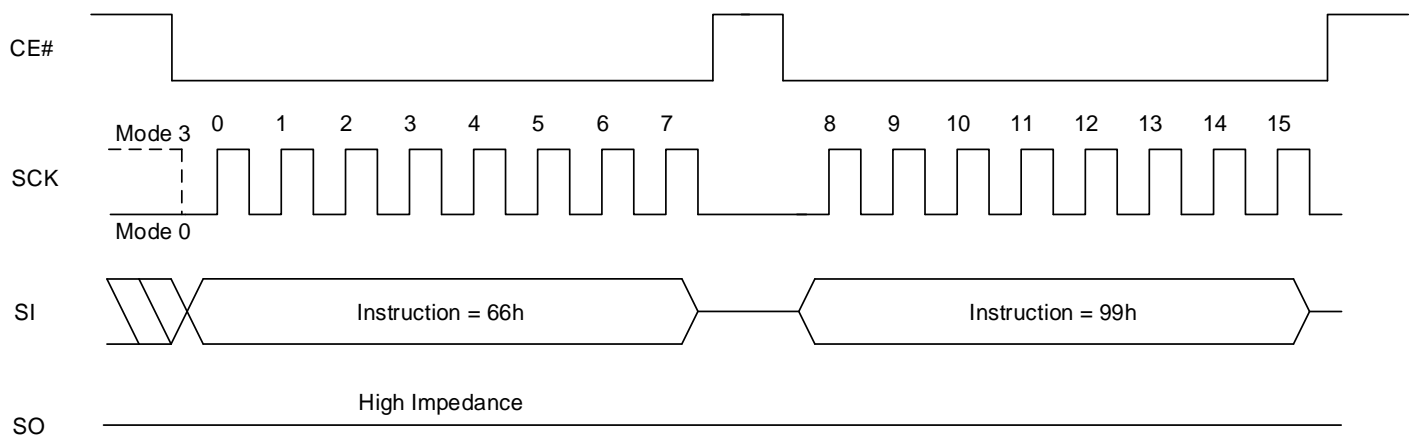 CE#
Mode 3
0 1 2 3 4 5 6 7 8 9 10 11 12 13 14 15
SCK
Mode 0
SI
Instruction = 66h
Instruction = 99h
High Impedance
SO